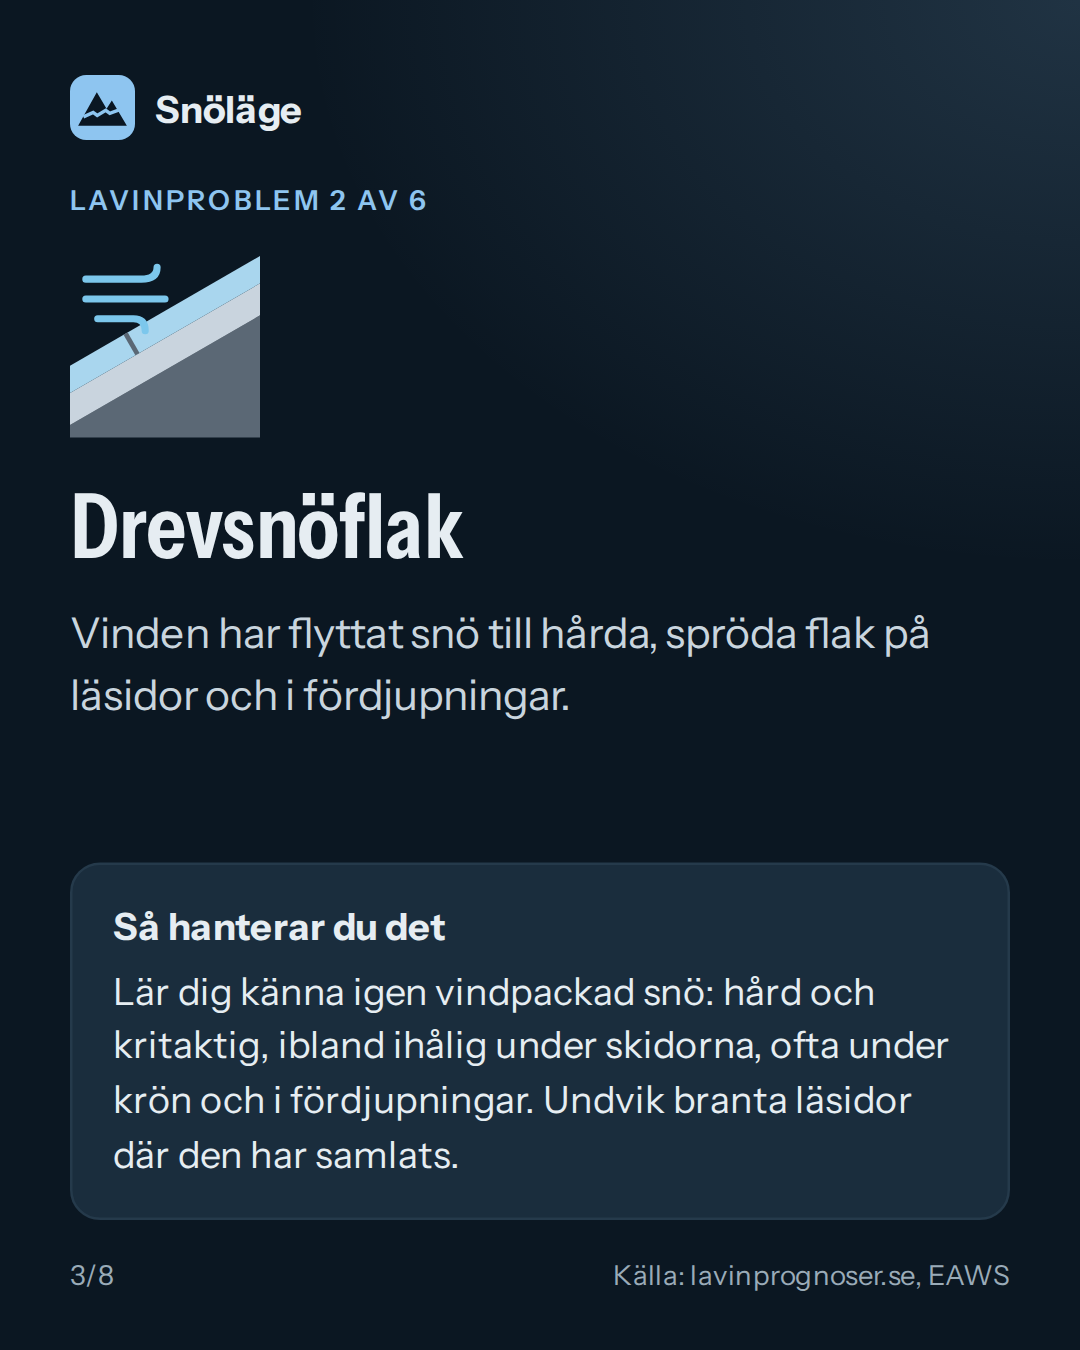 Snöläge
LAVINPROBLEM 2 AV 6
Drevsnöflak
Vinden har flyttat snö till hårda, spröda flak på
läsidor och i fördjupningar.
Så hanterar du det
Lär dig känna igen vindpackad snö: hård och
kritaktig, ibland ihålig under skidorna, ofta under
krön och i fördjupningar. Undvik branta läsidor
där den har samlats.
3/8
Källa: lavinprognoser.se, EAWS